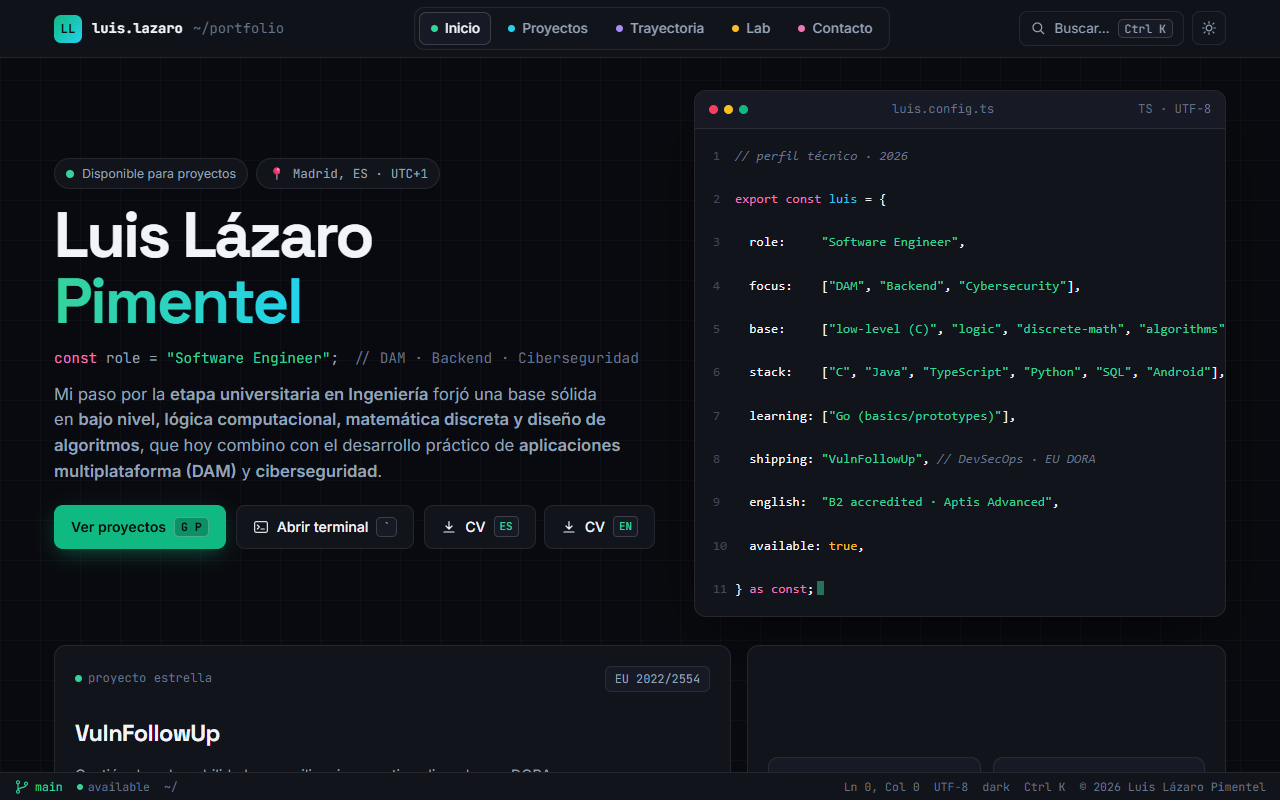 LL luis.lazaro ~/portfolio
Inicio Proyectos Trayectoria Lab Contacto
Buscar... Ctrl K
Disponible para proyectos
Madrid, ES · UTC+1
Luis Lázaro
Pimentel
const role = "Software Engineer"; // DAM · Backend · Ciberseguridad
Mi paso por la etapa universitaria en Ingeniería forjó una base sólida
en bajo nivel, lógica computacional, matemática discreta y diseño de
algoritmos, que hoy combino con el desarrollo práctico de aplicaciones
multiplataforma (DAM) y ciberseguridad.
Ver proyectos G P
Abrir terminal `
CV ES
CV EN
luis.config.ts
TS · UTF-8
1 // perfil técnico · 2026
2 export const luis = {
3 role: "Software Engineer",
4 focus: ["DAM", "Backend", "Cybersecurity"],
5 base: ["low-level (C)", "logic", "discrete-math", "algorithms"
6 stack: ["C", "Java", "TypeScript", "Python", "SQL", "Android"],
7 learning: ["Go (basics/prototypes)"],
8 shipping: "VulnFollowUp", // DevSecOps · EU DORA
9 english: "B2 accredited · Aptis Advanced",
10 available: true,
11 } as const;
proyecto estrella
EU 2022/2554
VulnFollowUp
main available ~/
Ln 0, Col 0 UTF-8 dark Ctrl K © 2026 Luis Lázaro Pimentel